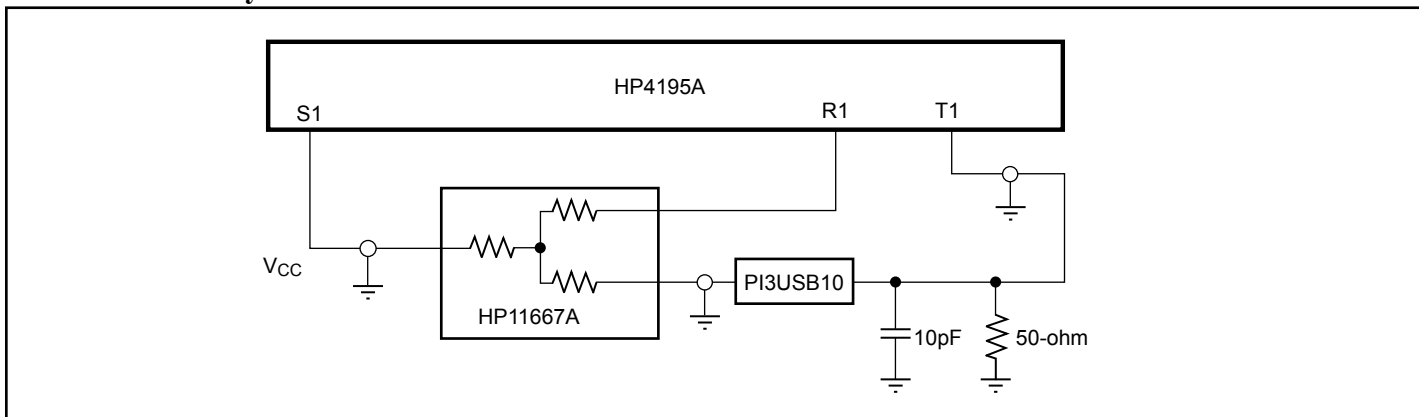 HP4195A
S1
R1
T1
VCC
HP11667A
PI3USB10
10pF
50-ohm